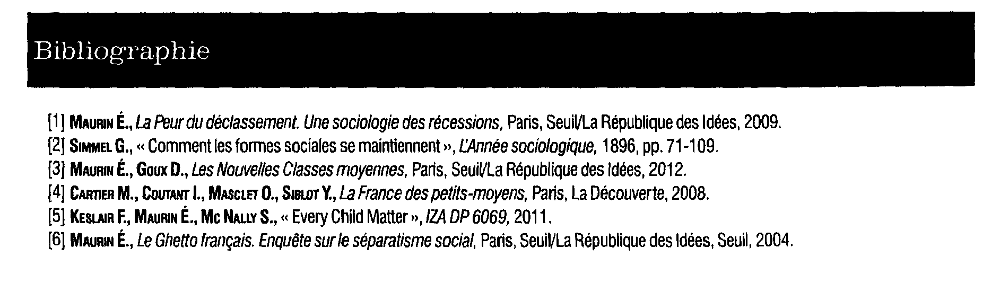 Bibliographie
[1] MAURIN É., La Peur du déclassement. Une sociologie des récessions, Paris, Seuil/La République des Idées, 2009.
[2] SIMMEL G., « Comment les formes sociales se maintiennent », L'Année sociologique, 1896, pp. 71-109.
[3] MAURIN É., GOUX D., Les Nouvelles Classes moyennes, Paris, Seuil/La République des Idées, 2012.
[4] CARTIER M., COUTANT I., MASCLET O., SIBLOT Y., La France des petits-moyens, Paris, La Découverte, 2008.
[5] KESLAIR F., MAURIN É., MC NALLY S., « Every Child Matter », IZA DP 6069, 2011.
[6] MAURIN É., Le Ghetto français. Enquête sur le séparatisme social, Paris, Seuil/La République des Idées, Seuil, 2004.